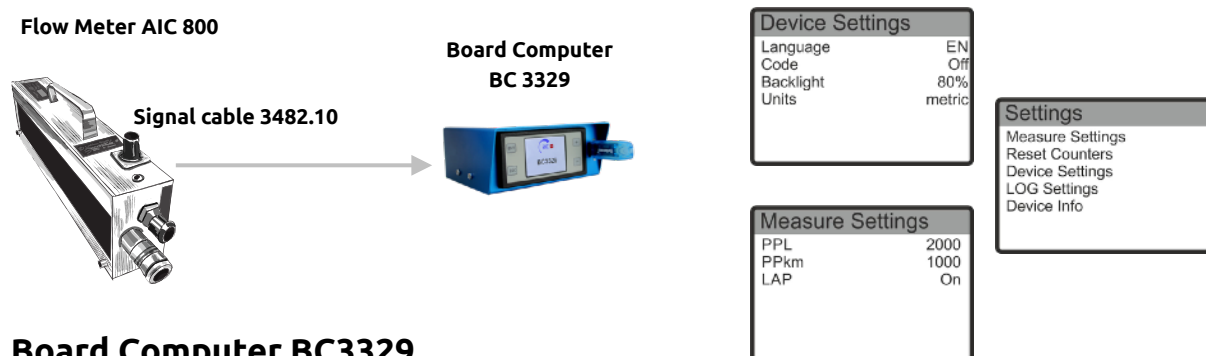 Flow Meter AIC 800
Signal cable 3482.10
Board Computer
BC 3329
BC3329
Device Settings
Language EN
Code Off
Backlight 80%
Units metric
Settings
Measure Settings
Reset Counters
Device Settings
LOG Settings
Device Info
Measure Settings
PPL 2000
PPkm 1000
LAP On
Board Computer BC3329